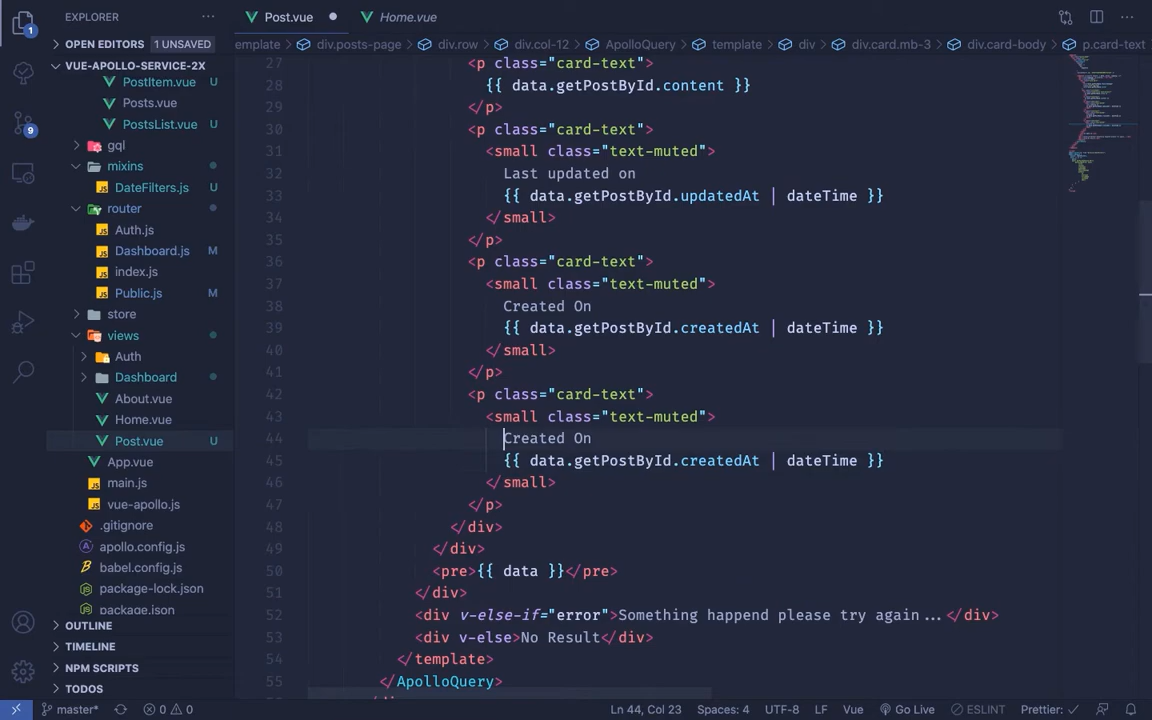 EXPLORER
Post.vue
Home.vue
OPEN EDITORS 1 UNSAVED
emplate > div.posts-page > div.row > div.col-12 > ApolloQuery > template > div > div.card.mb-3 > div.card-body > p.card-text
VUE-APOLLO-SERVICE-2X
PostItem.vue U
Posts.vue
PostsList.vue U
gql
mixins
DateFilters.js U
router
Auth.js
Dashboard.js M
index.js
Public.js M
store
views
Auth
Dashboard
About.vue
Home.vue
Post.vue U
App.vue
main.js
vue-apollo.js
.gitignore
apollo.config.js
babel.config.js
package-lock.json
package.json
OUTLINE
TIMELINE
NPM SCRIPTS
TODOS
1
9
27 <p class="card-text">
28 {{ data.getPostById.content }}
29 </p>
30 <p class="card-text">
31 <small class="text-muted">
32 Last updated on
33 {{ data.getPostById.updatedAt | dateTime }}
34 </small>
35 </p>
36 <p class="card-text">
37 <small class="text-muted">
38 Created On
39 {{ data.getPostById.createdAt | dateTime }}
40 </small>
41 </p>
42 <p class="card-text">
43 <small class="text-muted">
44 Created On
45 {{ data.getPostById.createdAt | dateTime }}
46 </small>
47 </p>
48 </div>
49 </div>
50 <pre>{{ data }}</pre>
51 </div>
52 <div v-else-if="error">Something happend please try again...</div>
53 <div v-else>No Result</div>
54 </template>
55 </ApolloQuery>
master* 0 0 Ln 44, Col 23 Spaces: 4 UTF-8 LF Vue Go Live ESLINT Prettier: ✓